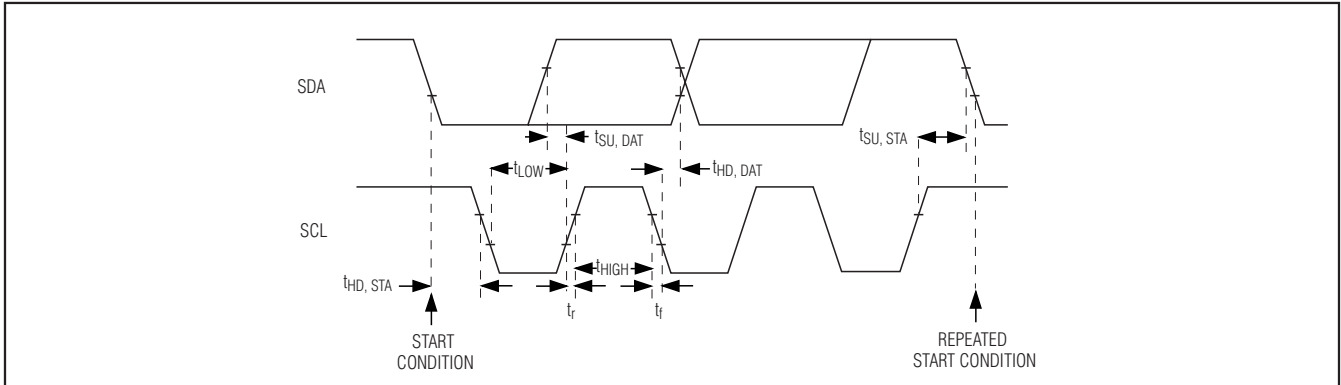 SDA
tSU, DAT
tSU, STA
tLOW
tHD, DAT
SCL
tHIGH
tHD, STA
tr
tf
START
CONDITION
REPEATED
START CONDITION